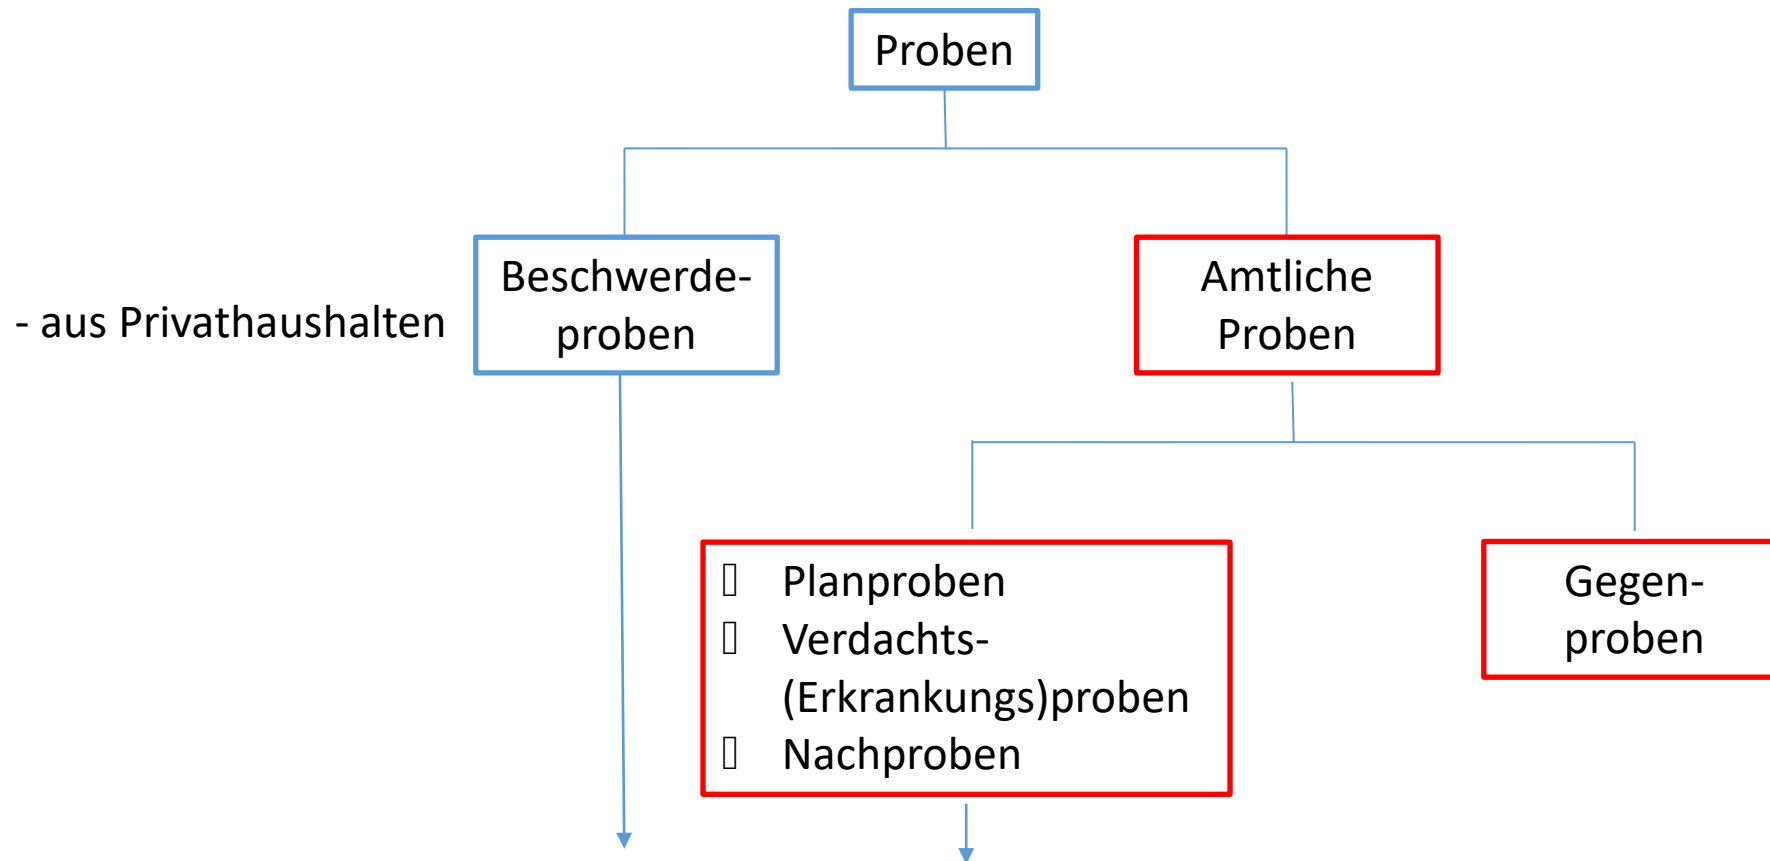 Proben
- aus Privathaushalten
Beschwerde-
proben
Amtliche
Proben
Planproben
Verdachts-
(Erkrankungs)proben
Nachproben
Gegen-
proben